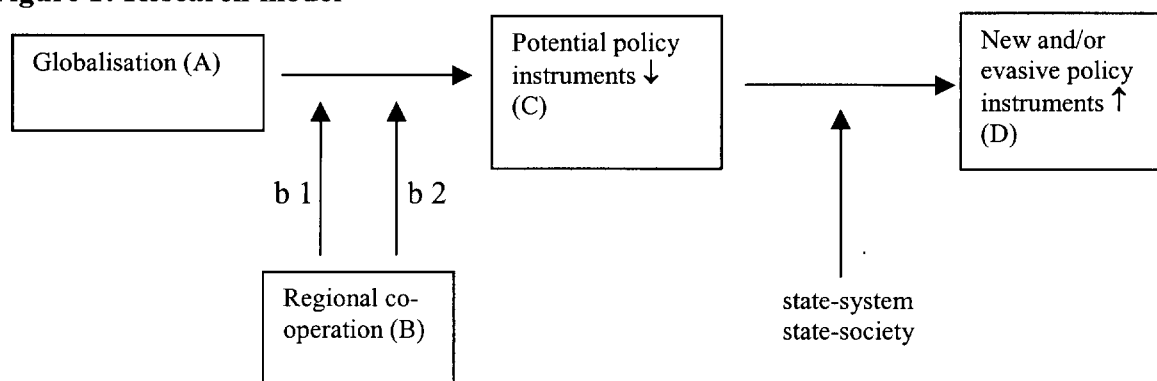 Figure 1: Research model
Globalisation (A)
Potential policy
instruments ↓
(C)
New and/or
evasive policy
instruments ↑
(D)
b 1
b 2
Regional co-
operation (B)
state-system
state-society